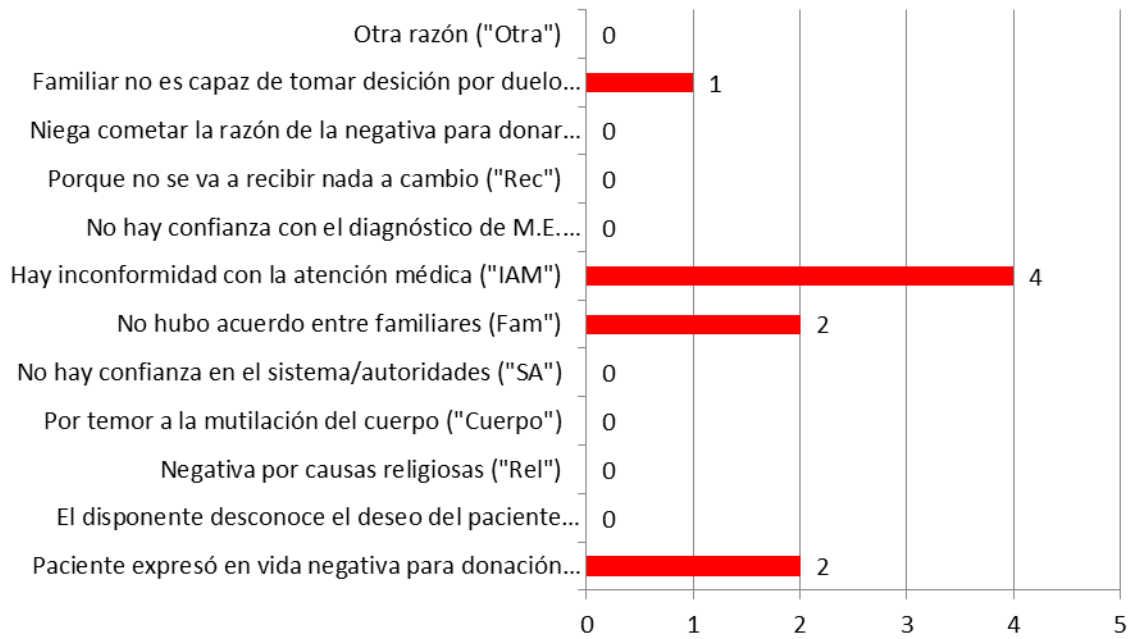 Otra razón ("Otra") 0
Familiar no es capaz de tomar desición por duelo... 1
Niega cometar la razón de la negativa para donar... 0
Porque no se va a recibir nada a cambio ("Rec") 0
No hay confianza con el diagnóstico de M.E.... 0
Hay inconformidad con la atención médica ("IAM") 4
No hubo acuerdo entre familiares (Fam") 2
No hay confianza en el sistema/autoridades ("SA") 0
Por temor a la mutilación del cuerpo ("Cuerpo") 0
Negativa por causas religiosas ("Rel") 0
El disponente desconoce el deseo del paciente... 0
Paciente expresó en vida negativa para donación... 2
0 1 2 3 4 5